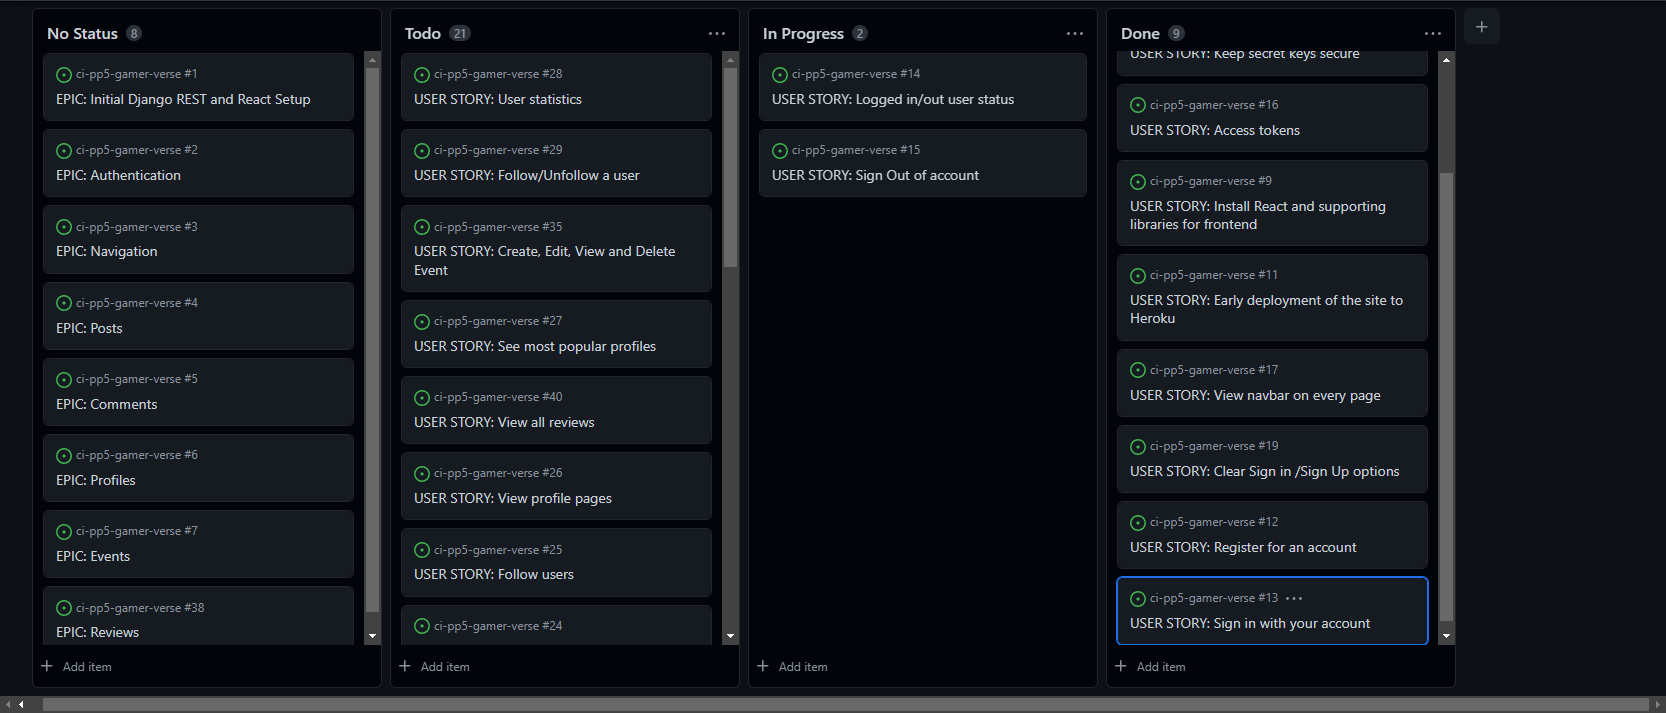 No Status 8
ci-pp5-gamer-verse #1
EPIC: Initial Django REST and React Setup
ci-pp5-gamer-verse #2
EPIC: Authentication
ci-pp5-gamer-verse #3
EPIC: Navigation
ci-pp5-gamer-verse #4
EPIC: Posts
ci-pp5-gamer-verse #5
EPIC: Comments
ci-pp5-gamer-verse #6
EPIC: Profiles
ci-pp5-gamer-verse #7
EPIC: Events
ci-pp5-gamer-verse #38
EPIC: Reviews
Add item
Todo 21
ci-pp5-gamer-verse #28
USER STORY: User statistics
ci-pp5-gamer-verse #29
USER STORY: Follow/Unfollow a user
ci-pp5-gamer-verse #35
USER STORY: Create, Edit, View and Delete
Event
ci-pp5-gamer-verse #27
USER STORY: See most popular profiles
ci-pp5-gamer-verse #40
USER STORY: View all reviews
ci-pp5-gamer-verse #26
USER STORY: View profile pages
ci-pp5-gamer-verse #25
USER STORY: Follow users
ci-pp5-gamer-verse #24
Add item
In Progress 2
ci-pp5-gamer-verse #14
USER STORY: Logged in/out user status
ci-pp5-gamer-verse #15
USER STORY: Sign Out of account
Add item
Done 9
USER STORY: Keep secret keys secure
ci-pp5-gamer-verse #16
USER STORY: Access tokens
ci-pp5-gamer-verse #9
USER STORY: Install React and supporting
libraries for frontend
ci-pp5-gamer-verse #11
USER STORY: Early deployment of the site to
Heroku
ci-pp5-gamer-verse #17
USER STORY: View navbar on every page
ci-pp5-gamer-verse #19
USER STORY: Clear Sign in /Sign Up options
ci-pp5-gamer-verse #12
USER STORY: Register for an account
ci-pp5-gamer-verse #13
USER STORY: Sign in with your account
Add item